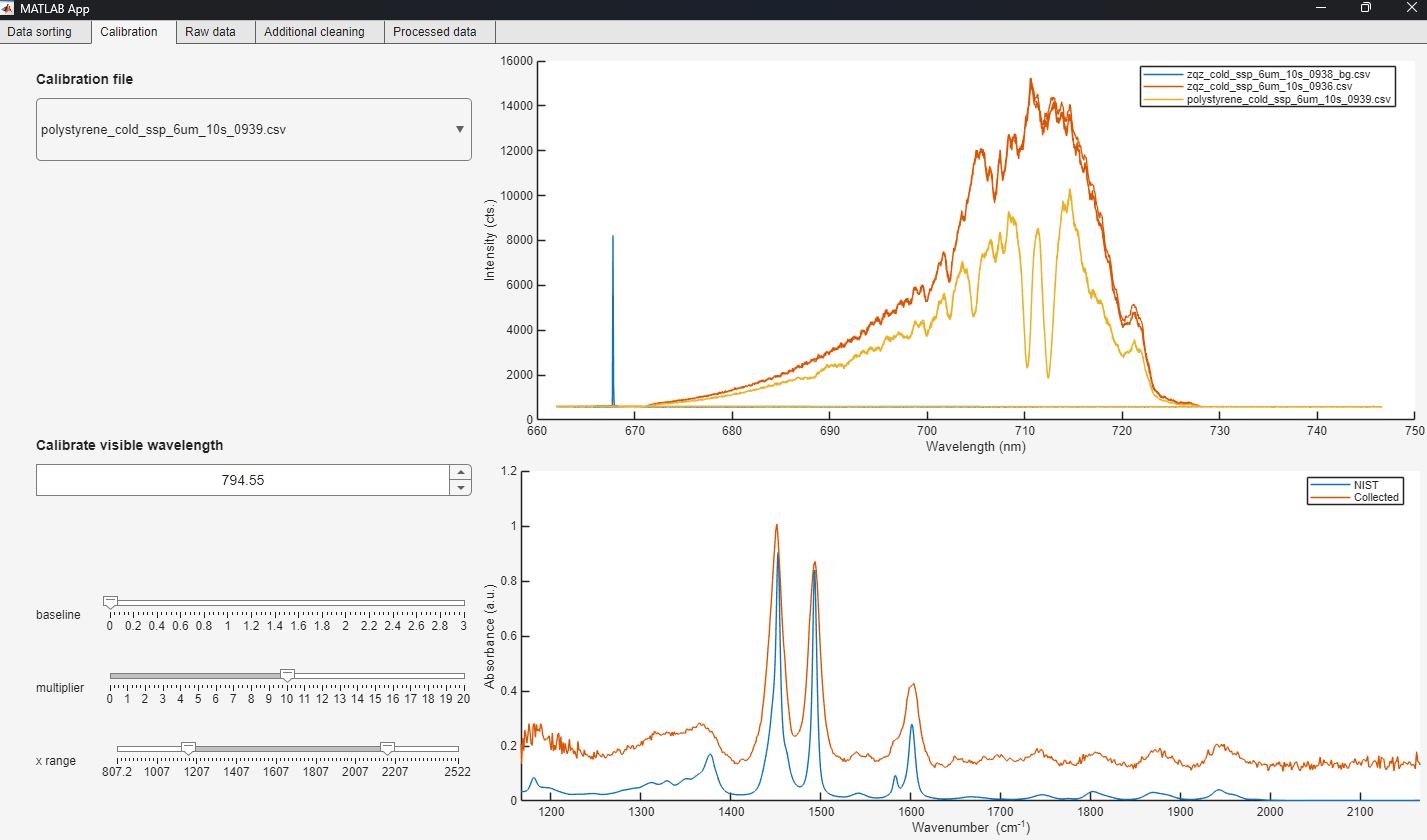 MATLAB App
Data sorting
Calibration
Raw data
Additional cleaning
Processed data
Calibration file
polystyrene_cold_ssp_6um_10s_0939.csv
Calibrate visible wavelength
794.55
baseline
0 0.2 0.4 0.6 0.8 1 1.2 1.4 1.6 1.8 2 2.2 2.4 2.6 2.8 3
multiplier
0 1 2 3 4 5 6 7 8 9 10 11 12 13 14 15 16 17 18 19 20
x range
807.2 1007 1207 1407 1607 1807 2007 2207 2522
16000
14000
12000
10000
8000
6000
4000
2000
0
Intensity (cts.)
zqz_cold_ssp_6um_10s_0938_bg.csv
zqz_cold_ssp_6um_10s_0936.csv
polystyrene_cold_ssp_6um_10s_0939.csv
660 670 680 690 700 710 720 730 740 750
Wavelength (nm)
1.2
1
0.8
0.6
0.4
0.2
0
Absorbance (a.u.)
NIST
Collected
1200 1300 1400 1500 1600 1700 1800 1900 2000 2100
Wavenumber (cm⁻¹)